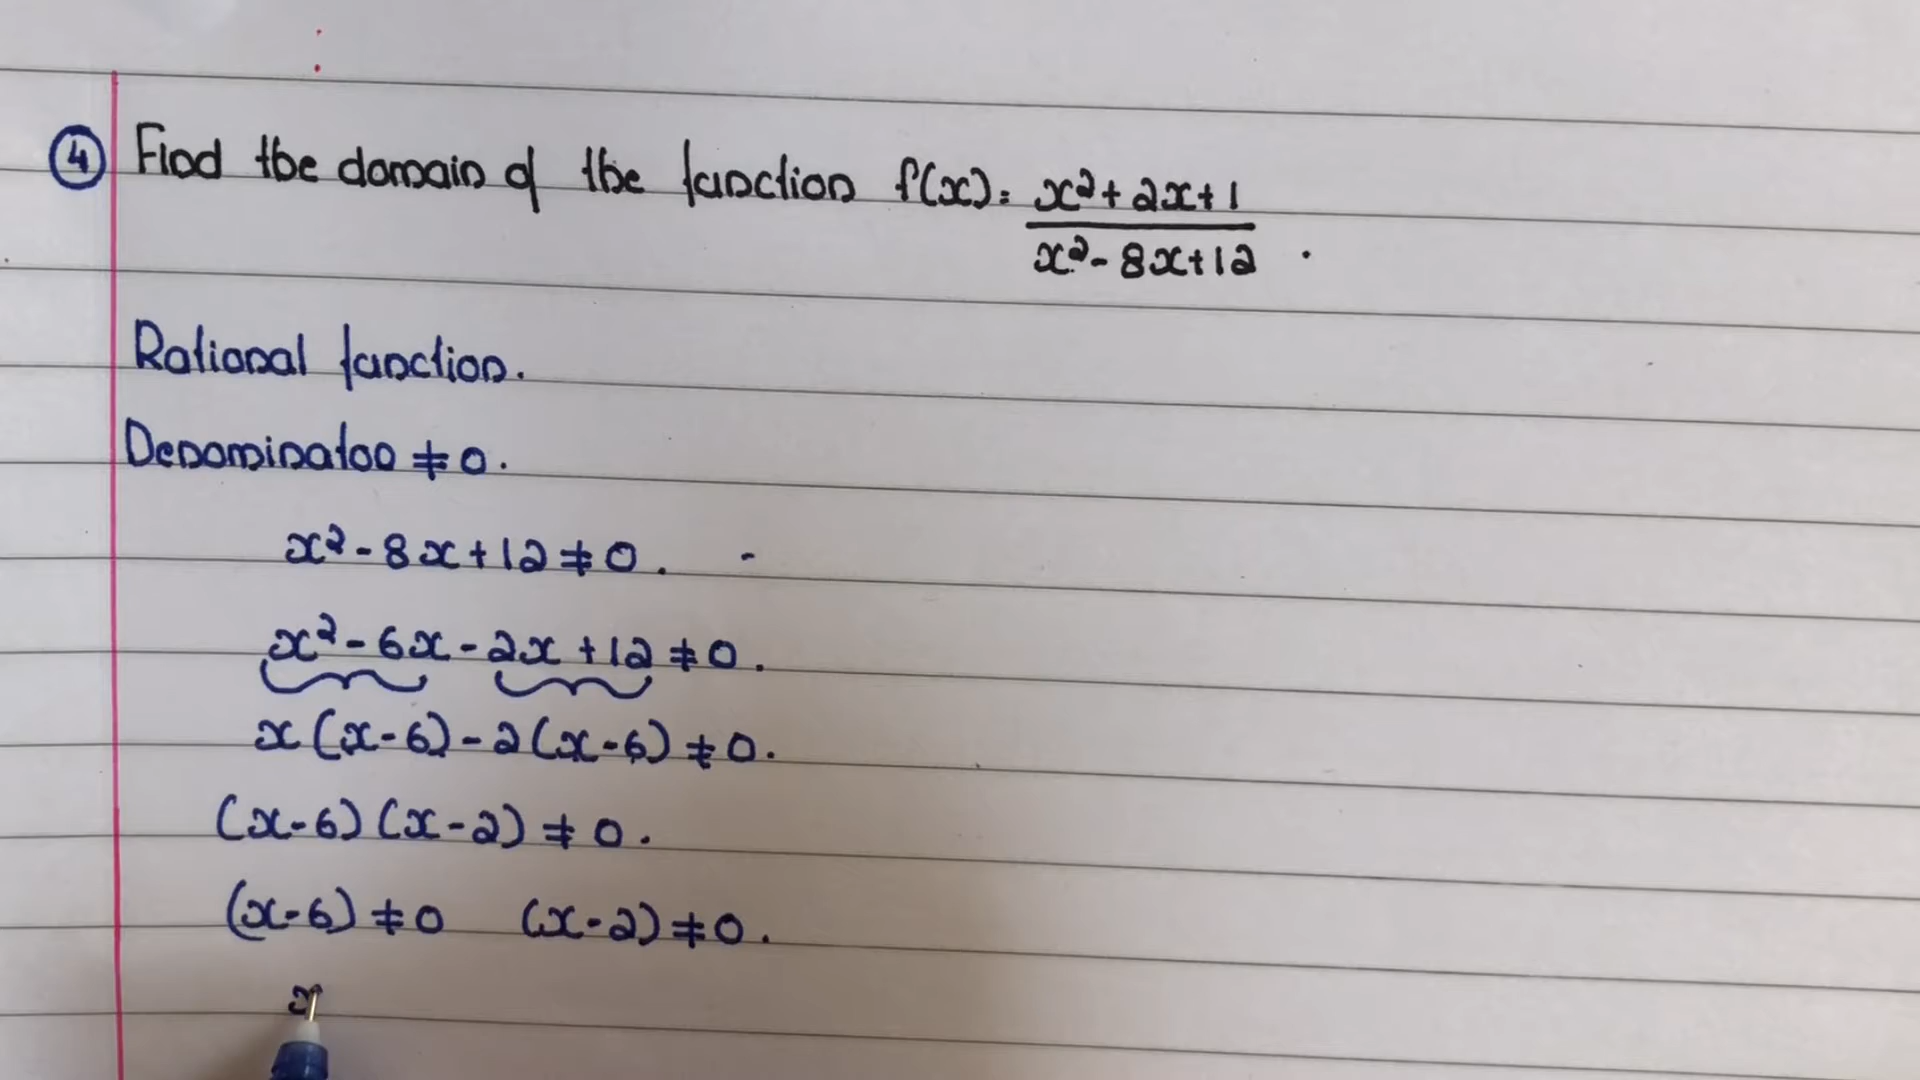 ④ Find the domain of the function f(x) = x² + 2x + 1 / x² - 8x + 12 .
Rational function.
Denominator ≠ 0.
x² - 8x + 12 ≠ 0. -
x² - 6x - 2x + 12 ≠ 0.
x (x - 6) - 2 (x - 6) ≠ 0.
(x - 6) (x - 2) ≠ 0.
(x - 6) ≠ 0 (x - 2) ≠ 0.
x